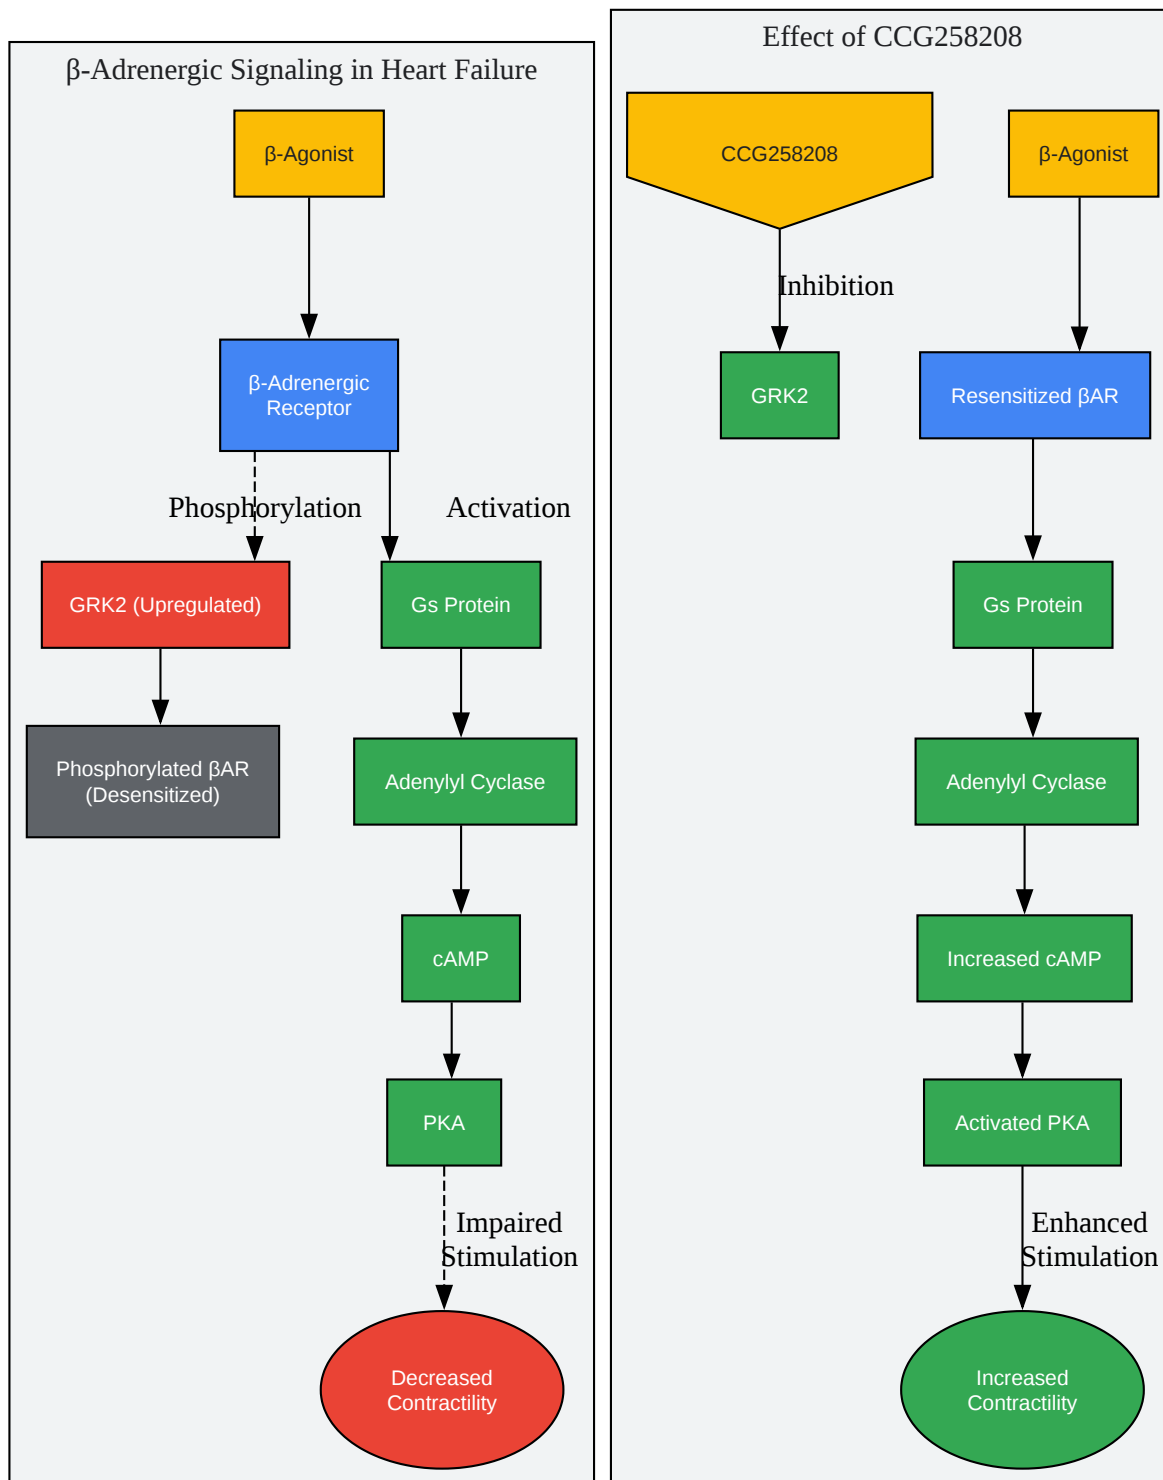 β-Adrenergic Signaling in Heart Failure
β-Agonist
β-Adrenergic
Receptor
Phosphorylation
Activation
GRK2 (Upregulated)
Gs Protein
Phosphorylated βAR
(Desensitized)
Adenylyl Cyclase
cAMP
PKA
Impaired
Stimulation
Decreased
Contractility
Effect of CCG258208
CCG258208
β-Agonist
Inhibition
GRK2
Resensitized βAR
Gs Protein
Adenylyl Cyclase
Increased cAMP
Activated PKA
Enhanced
Stimulation
Increased
Contractility